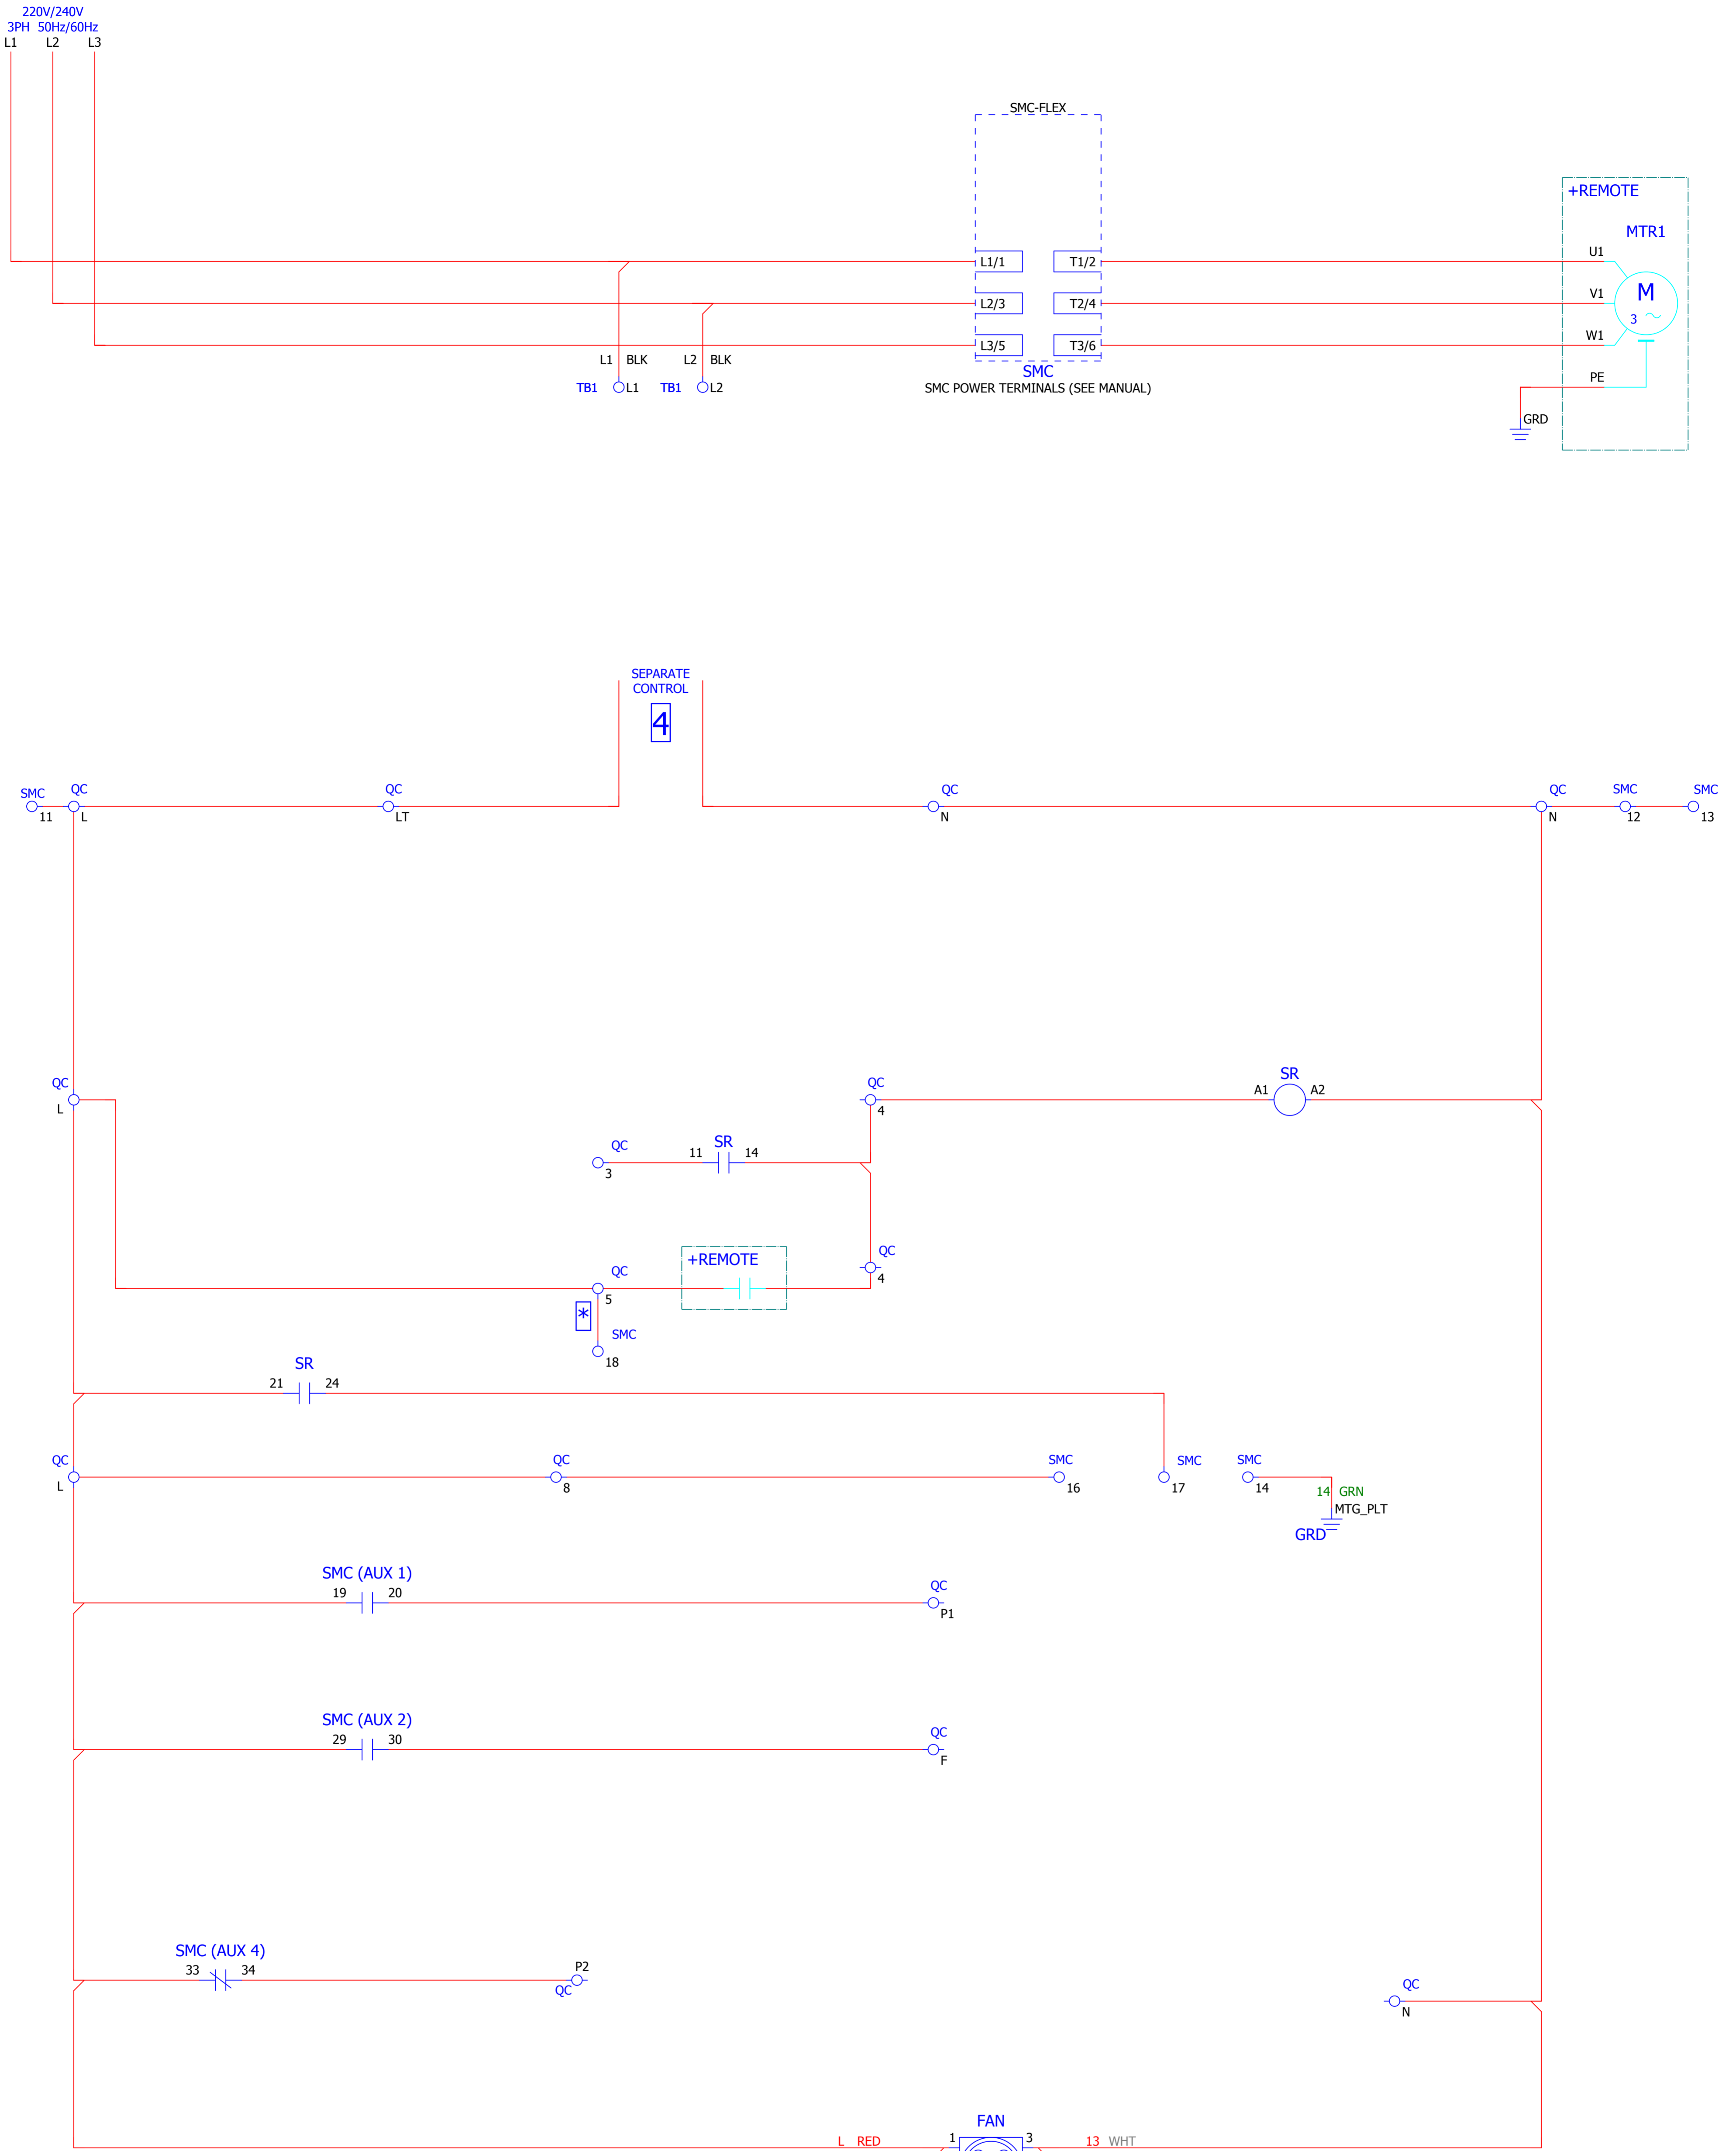 220V/240V
3PH 50Hz/60Hz
L1 L2 L3
SMC-FLEX
+REMOTE
MTR1
L1/1 T1/2 U1
L2/3 T2/4 V1 M
3
L3/5 T3/6 W1
L1 BLK L2 BLK
SMC
TB1 L1 TB1 L2
SMC POWER TERMINALS (SEE MANUAL)
PE
GRD
SEPARATE
CONTROL
4
SMC QC QC QC QC SMC SMC
11 L LT N N 12 13
QC QC SR
L 4 A1 A2
QC SR
3 11 14
+REMOTE QC
4
QC
5
*
SMC
18
SR
21 24
QC QC SMC SMC SMC
L 8 16 17 14
14 GRN
MTG_PLT
GRD
SMC (AUX 1)
19 20 QC
P1
SMC (AUX 2)
29 30 QC
F
SMC (AUX 4)
33 34 P2
QC
QC
N
FAN
L RED 1 3 13 WHT